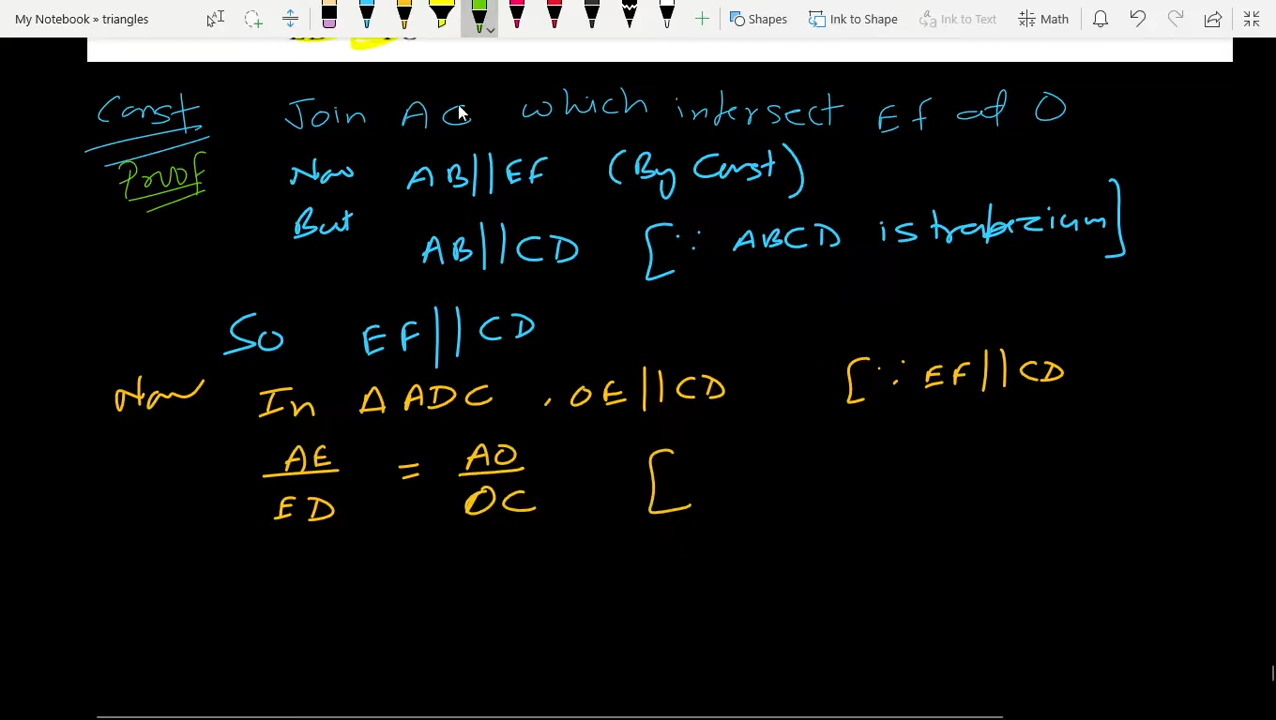 My Notebook » triangles
Shapes Ink to Shape Ink to Text Math
Const Join AC which intersect Ef at O
Proof Now AB||EF (By Const)
But AB||CD [∵ ABCD is trapezium]
So EF||CD
Now In Δ ADC , OE||CD [∵ EF||CD
AE/ED = AO/OC [